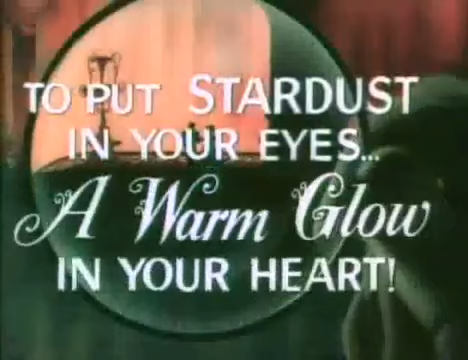 TO PUT STARDUST
IN YOUR EYES...
A Warm Glow
IN YOUR HEART!